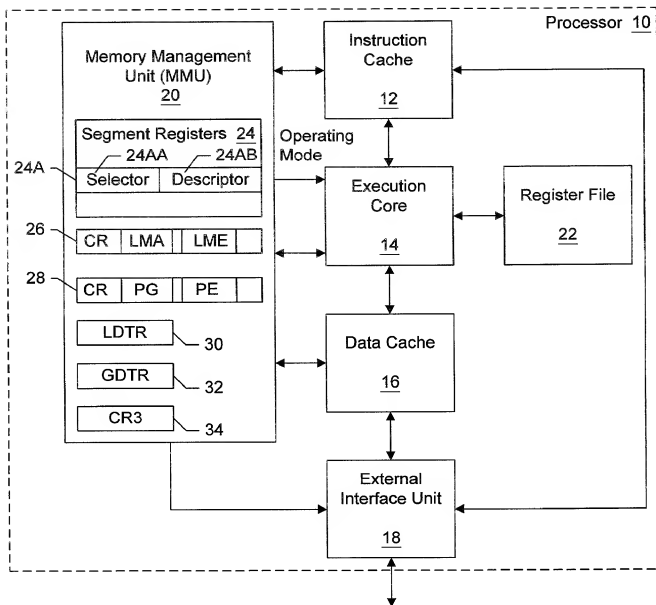 Processor 10
Memory Management
Unit (MMU)
20
Segment Registers 24
24AA
24AB
24A
Selector
Descriptor
26
CR
LMA
LME
28
CR
PG
PE
LDTR
30
GDTR
32
CR3
34
Operating
Mode
Instruction
Cache
12
Execution
Core
14
Register File
22
Data Cache
16
External
Interface Unit
18